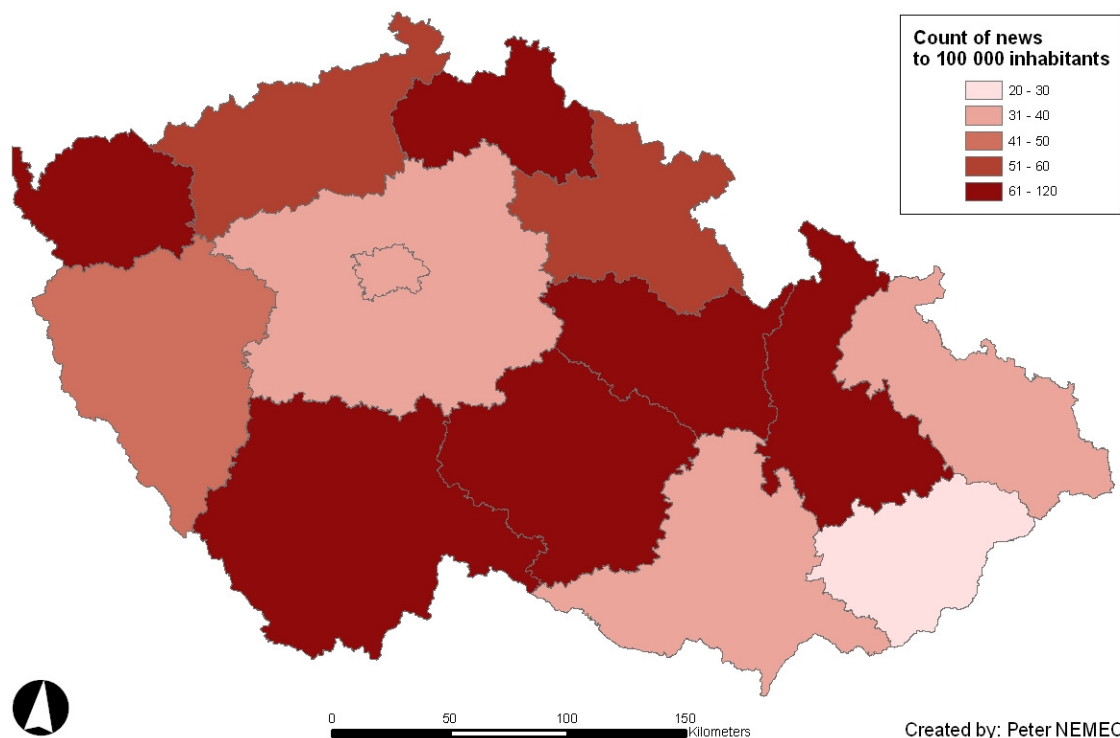 Count of news
to 100 000 inhabitants
20 - 30
31 - 40
41 - 50
51 - 60
61 - 120
0 50 100 150
Kilometers
Created by: Peter NEMEC